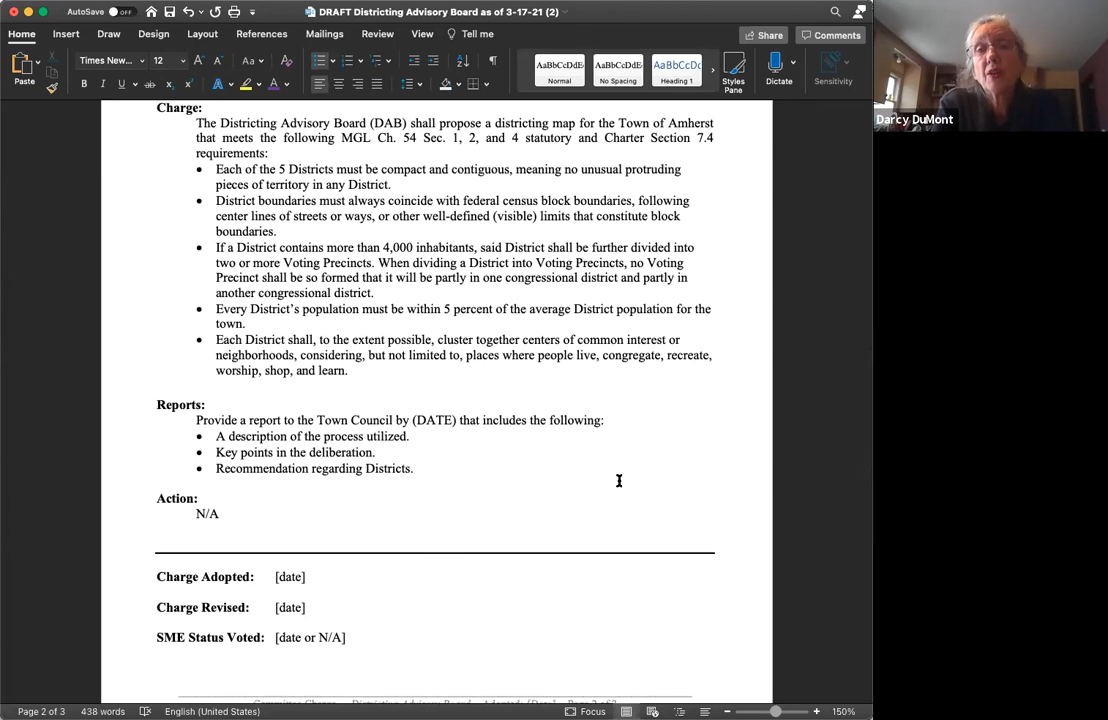 AutoSave OFF
DRAFT Districting Advisory Board as of 3-17-21 (2)
Home Insert Draw Design Layout References Mailings Review View Tell me
Share Comments
Paste
Times New... 12 Aa
B I U ab x x A A
AaBbCcDdE AaBbCcDdE AaBbCcDc
Normal No Spacing Heading 1
Styles Pane
Dictate
Sensitivity
Darcy DuMont
Charge:
The Districting Advisory Board (DAB) shall propose a districting map for the Town of Amherst
that meets the following MGL Ch. 54 Sec. 1, 2, and 4 statutory and Charter Section 7.4
requirements:
• Each of the 5 Districts must be compact and contiguous, meaning no unusual protruding
pieces of territory in any District.
• District boundaries must always coincide with federal census block boundaries, following
center lines of streets or ways, or other well-defined (visible) limits that constitute block
boundaries.
• If a District contains more than 4,000 inhabitants, said District shall be further divided into
two or more Voting Precincts. When dividing a District into Voting Precincts, no Voting
Precinct shall be so formed that it will be partly in one congressional district and partly in
another congressional district.
• Every District's population must be within 5 percent of the average District population for the
town.
• Each District shall, to the extent possible, cluster together centers of common interest or
neighborhoods, considering, but not limited to, places where people live, congregate, recreate,
worship, shop, and learn.
Reports:
Provide a report to the Town Council by (DATE) that includes the following:
• A description of the process utilized.
• Key points in the deliberation.
• Recommendation regarding Districts.
Action:
N/A
Charge Adopted: [date]
Charge Revised: [date]
SME Status Voted: [date or N/A]
Page 2 of 3 438 words English (United States) Focus 150%